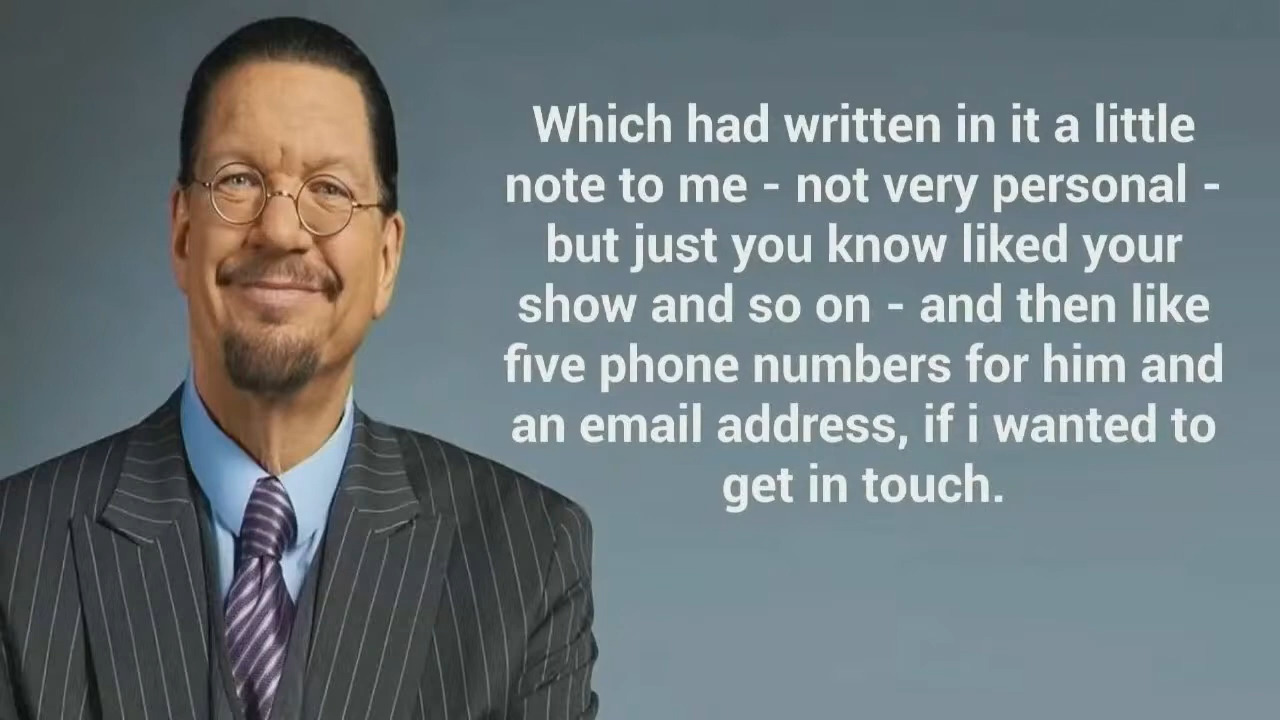 Which had written in it a little
note to me - not very personal -
but just you know liked your
show and so on - and then like
five phone numbers for him and
an email address, if i wanted to
get in touch.